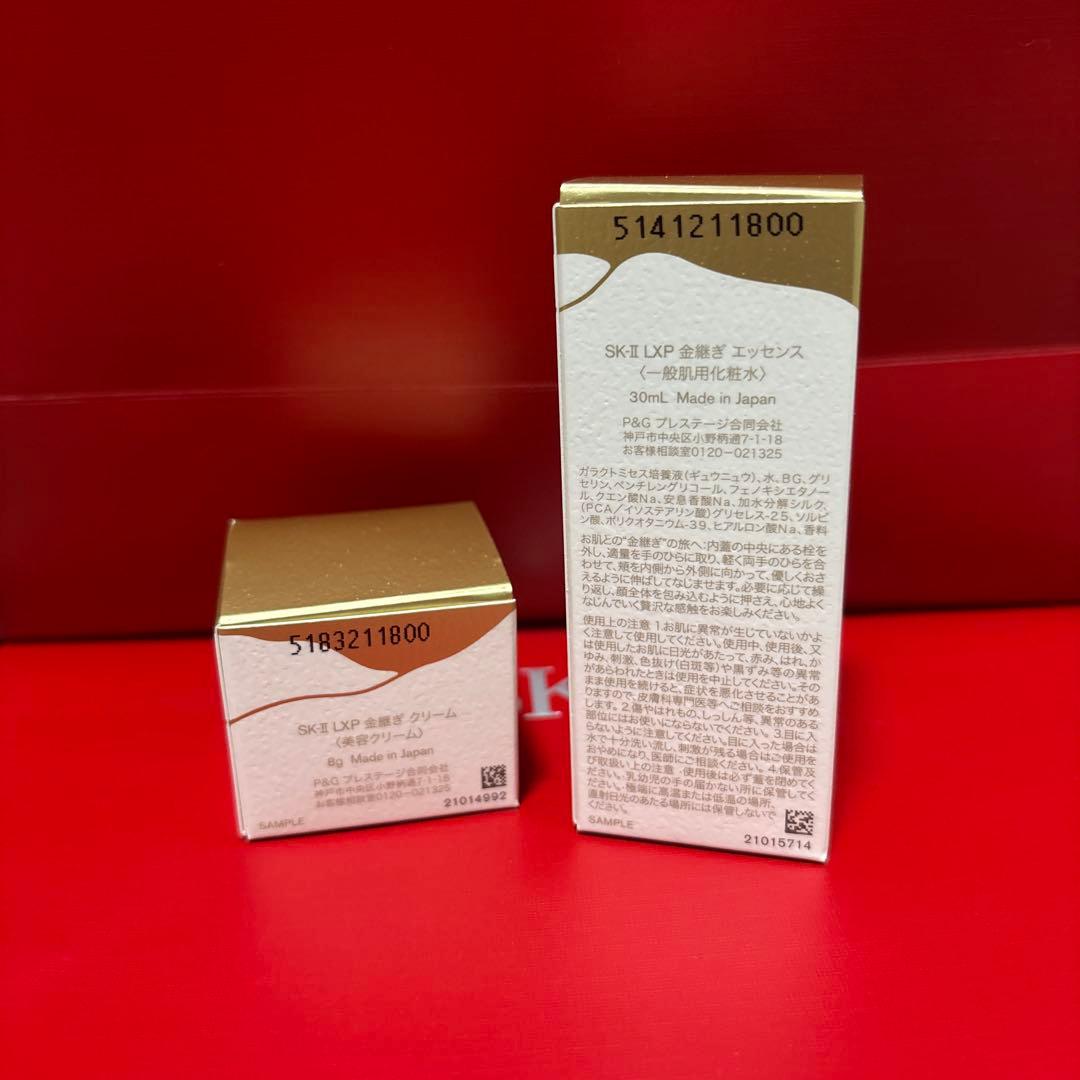 5141211800
SK-II LXP 金継ぎ エッセンス
〈一般肌用化粧水〉
30mL Made in Japan
P&G プレステージ合同会社
神戸市中央区小野柄通7-1-18
お客様相談室0120-021325
ガラクトミセス培養液(ギュウニュウ)、水、BG、グリ
セリン、ペンチレングリコール、フェノキシエタノー
ル、クエン酸Na、安息香酸Na、加水分解シルク、
(PCA/イソステアリン酸)グリセレス-25、ソルビ
ン酸、ポリクオタニウム-39、ヒアルロン酸Na、香料
お肌との“金継ぎ”の旅へ:内蓋の中央にある栓を
外し、適量を手のひらに取り、軽く両手のひらを合
わせて、頬を内側から外側に向かって、優しくおさ
えるように伸ばしてなじませます。必要に応じて繰
り返し、顔全体を包み込むように押さえ、心地よく
なじんでいく贅沢な感触をお楽しみください。
使用上の注意 1.お肌に異常が生じていないかよ
く注意して使用してください。使用中、使用後、又
は使用したお肌に日光があたって、赤み、はれ、か
ゆみ、刺激、色抜け(白斑等)や黒ずみ等の異常
があらわれたときは使用を中止してください。その
まま使用を続けると、症状を悪化させることがあ
りますので、皮膚科専門医等へご相談をおすすめ
します。2.傷やはれもの、しっしん等、異常のある
部位にはお使いにならないでください。3.目に入
らないように注意してください。目に入った場合は
水で十分洗い流し、刺激が残る場合はご使用を
おやめになり、医師にご相談ください。4.保管及
び取扱い上の注意・使用後は必ず蓋を閉めてく
ださい。・乳幼児の手の届かない所に保管してく
ださい。・極端に高温または低温の場所、
直射日光のあたる場所には保管しないで
ください。
SAMPLE
21015714
5183211800
SK-II LXP 金継ぎ クリーム
〈美容クリーム〉
8g Made in Japan
P&G プレステージ合同会社
神戸市中央区小野柄通7-1-18
お客様相談室0120-021325
21014992
SAMPLE
SK